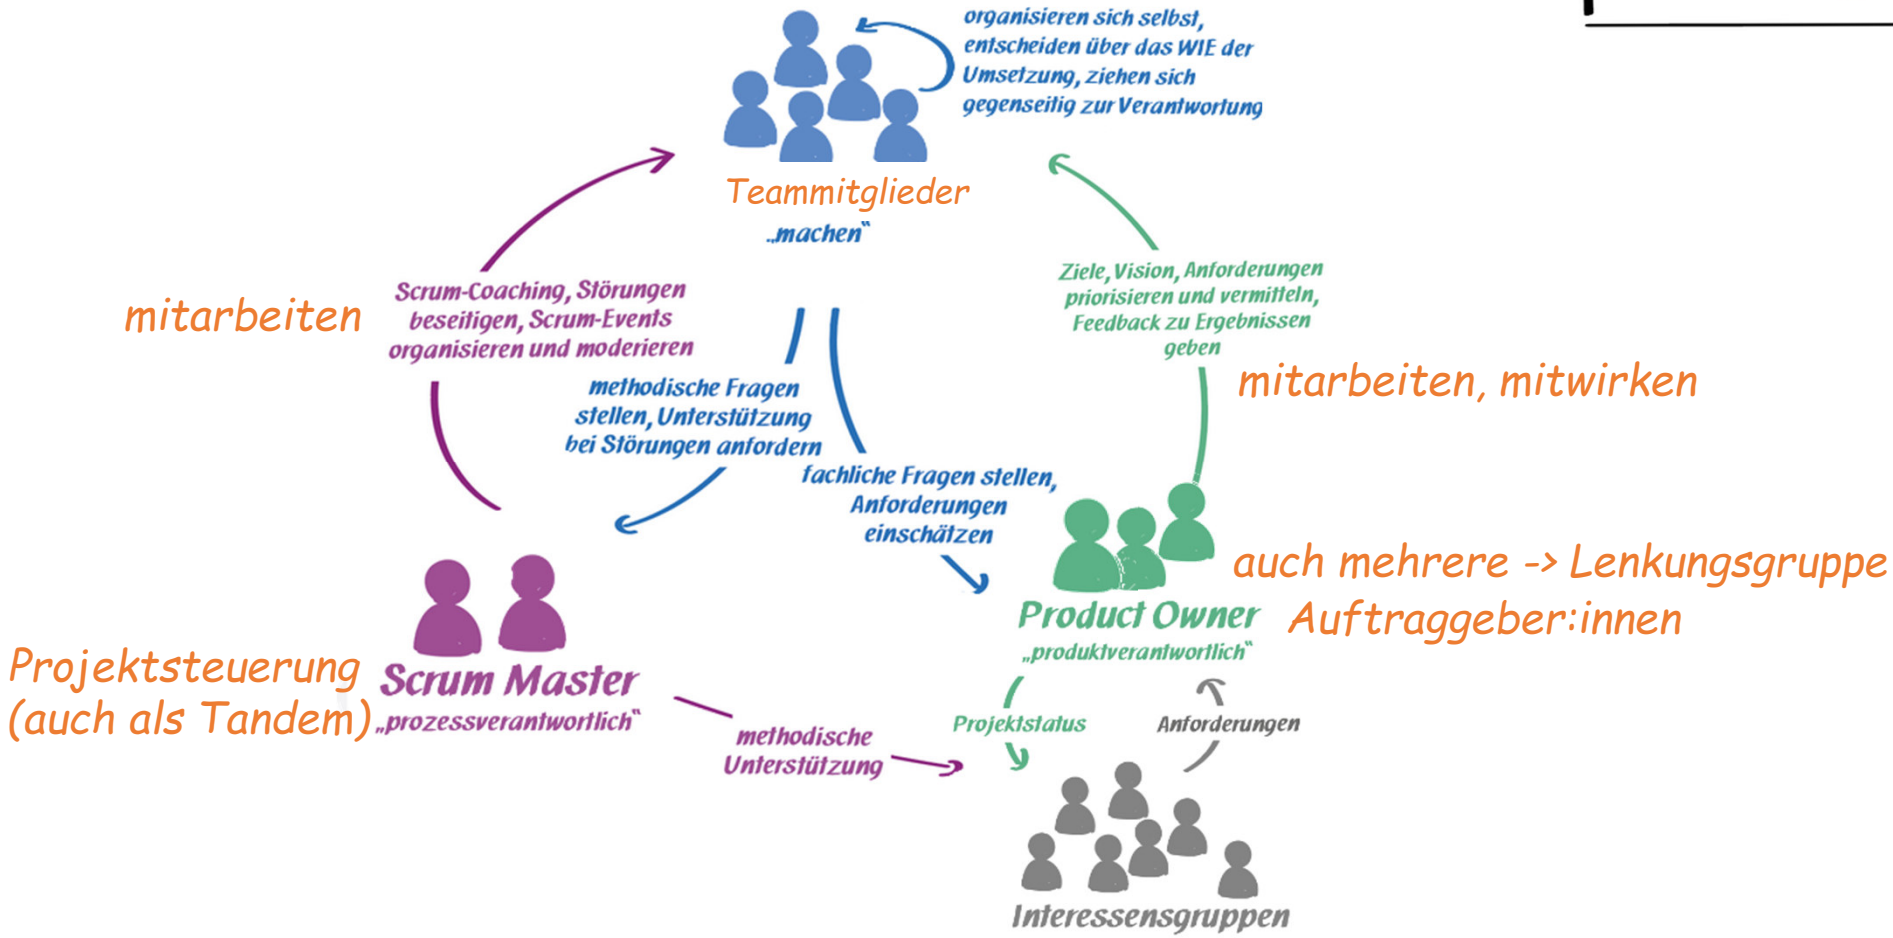 organisieren sich selbst,
entscheiden über das WIE der
Umsetzung, ziehen sich
gegenseitig zur Verantwortung
Teammitglieder
„machen“
mitarbeiten
Scrum-Coaching, Störungen
beseitigen, Scrum-Events
organisieren und moderieren
Ziele, Vision, Anforderungen
priorisieren und vermitteln,
Feedback zu Ergebnissen
geben
mitarbeiten, mitwirken
methodische Fragen
stellen, Unterstützung
bei Störungen anfordern
fachliche Fragen stellen,
Anforderungen
einschätzen
auch mehrere -> Lenkungsgruppe
Auftraggeber:innen
Product Owner
„produktverantwortlich“
Projektsteuerung
(auch als Tandem)
Scrum Master
„prozessverantwortlich“
methodische
Unterstützung
Projektstatus
Anforderungen
Interessensgruppen